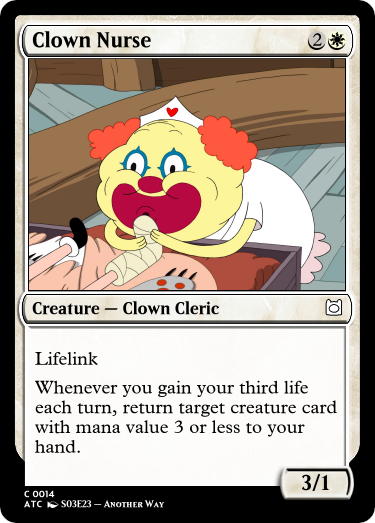 Clown Nurse 2
Creature — Clown Cleric
Lifelink
Whenever you gain your third life
each turn, return target creature card
with mana value 3 or less to your
hand.
3/1
C 0014
ATC S03E23 – Another Way